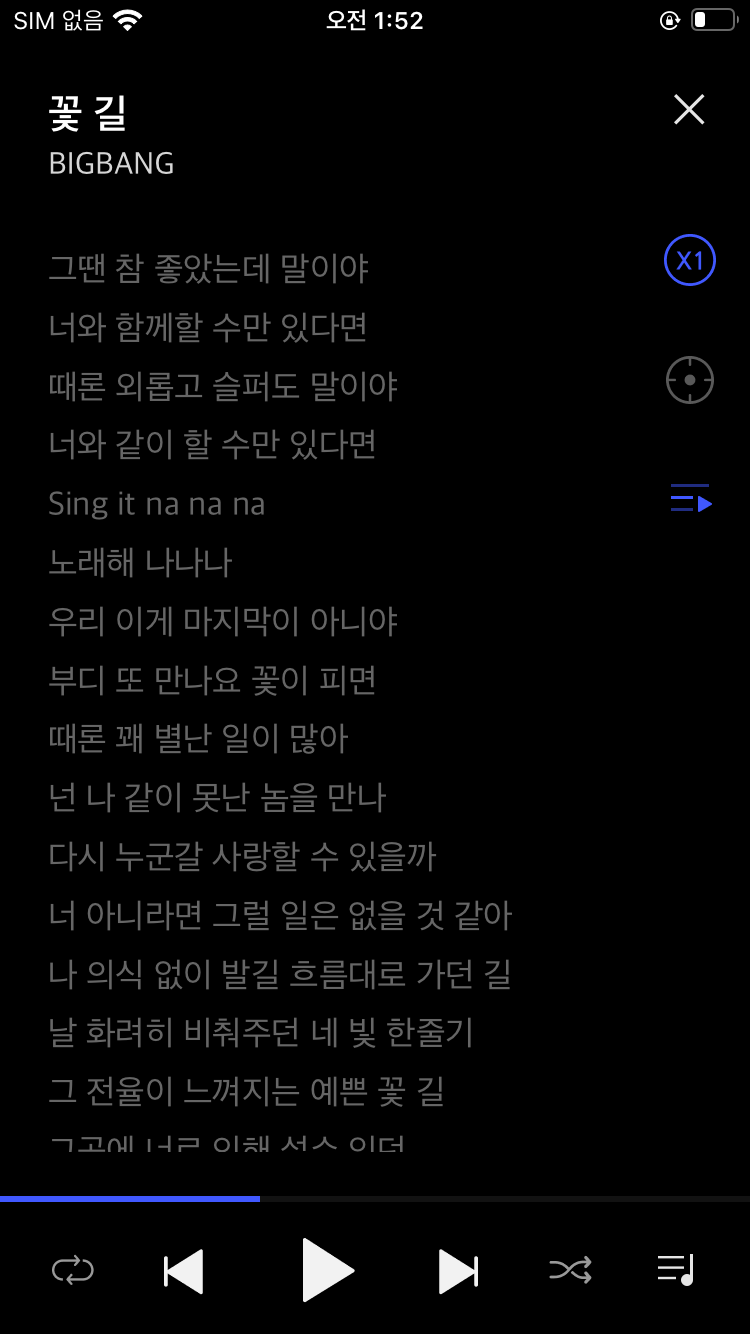 SIM 없음
오전 1:52
꽃 길
BIGBANG
그땐 참 좋았는데 말이야
X1
너와 함께할 수만 있다면
때론 외롭고 슬퍼도 말이야
너와 같이 할 수만 있다면
Sing it na na na
노래해 나나나
우리 이게 마지막이 아니야
부디 또 만나요 꽃이 피면
때론 꽤 별난 일이 많아
넌 나 같이 못난 놈을 만나
다시 누군갈 사랑할 수 있을까
너 아니라면 그럴 일은 없을 것 같아
나 의식 없이 발길 흐름대로 가던 길
날 화려히 비춰주던 네 빛 한줄기
그 전율이 느껴지는 예쁜 꽃 길
그곳에 너로 인해